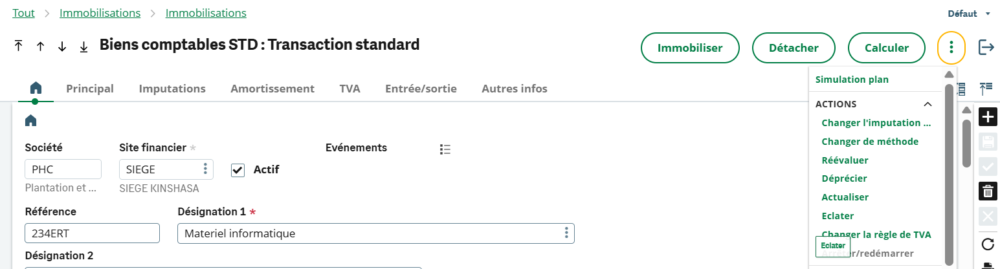 Tout > Immobilisations > Immobilisations
Défaut
Biens comptables STD : Transaction standard
Immobiliser Détacher Calculer
Principal Imputations Amortissement TVA Entrée/sortie Autres infos
Simulation plan
ACTIONS
Changer l'imputation ...
Changer de méthode
Réévaluer
Déprécier
Actualiser
Eclater
Changer la règle de TVA
Eclater
Arrêter/redémarrer
Société Site financier * Evénements
PHC SIEGE Actif
Plantation et ... SIEGE KINSHASA
Référence Désignation 1 *
234ERT Materiel informatique
Désignation 2